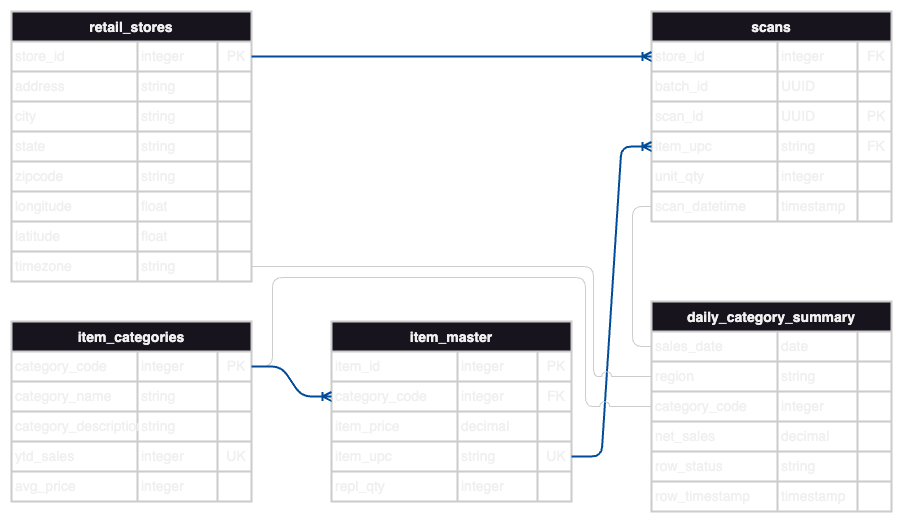 retail_stores
store_id integer PK
address string
city string
state string
zipcode string
longitude float
latitude float
timezone string
scans
store_id integer FK
batch_id UUID
scan_id UUID PK
item_upc string FK
unit_qty integer
scan_datetime timestamp
item_categories
category_code integer PK
category_name string
category_descriptio string
ytd_sales integer UK
avg_price integer
item_master
item_id integer PK
category_code integer FK
item_price decimal
item_upc string UK
repl_qty integer
daily_category_summary
sales_date date
region string
category_code integer
net_sales decimal
row_status string
row_timestamp timestamp